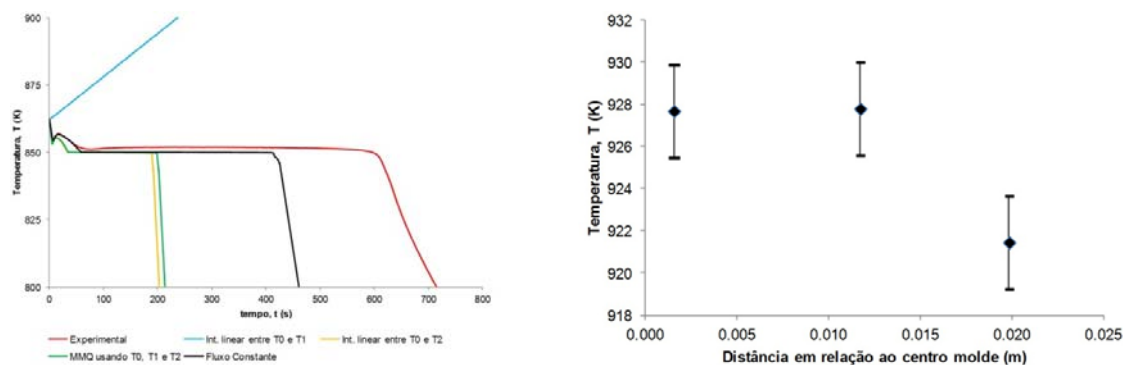 900
875
850
825
800
Temperatura, T (K)
0 100 200 300 400 500 600 700 800
tempo, t (s)
Experimental Int. linear entre T0 e T1 Int. linear entre T0 e T2
MMQ usando T0, T1 e T2 Fluxo Constante
932
930
928
926
924
922
920
918
Temperatura, T (K)
0.000 0.005 0.010 0.015 0.020 0.025
Distância em relação ao centro molde (m)